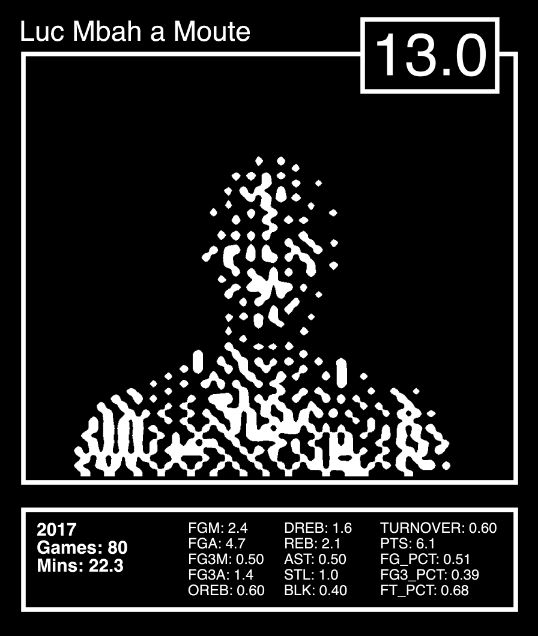 Luc Mbah a Moute
13.0
2017
Games: 80
Mins: 22.3
FGM: 2.4
FGA: 4.7
FG3M: 0.50
FG3A: 1.4
OREB: 0.60
DREB: 1.6
REB: 2.1
AST: 0.50
STL: 1.0
BLK: 0.40
TURNOVER: 0.60
PTS: 6.1
FG_PCT: 0.51
FG3_PCT: 0.39
FT_PCT: 0.68